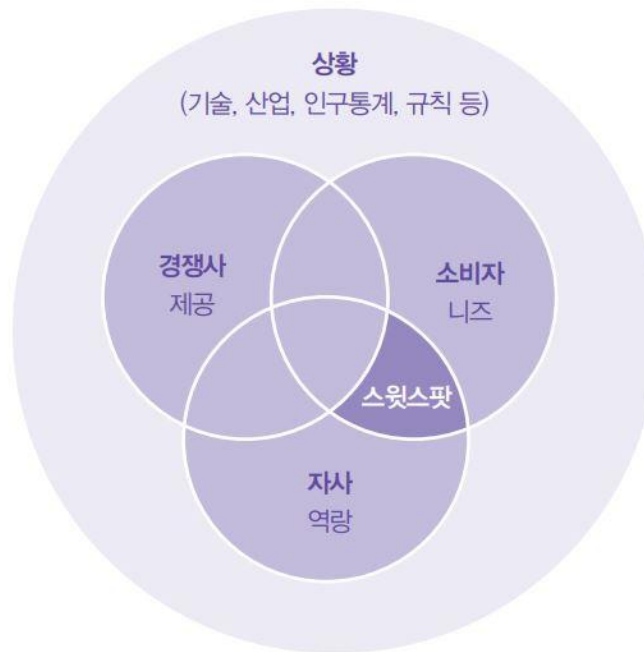 상황
(기술, 산업, 인구통계, 규칙 등)
경쟁사
제공
소비자
니즈
스윗스팟
자사
역량